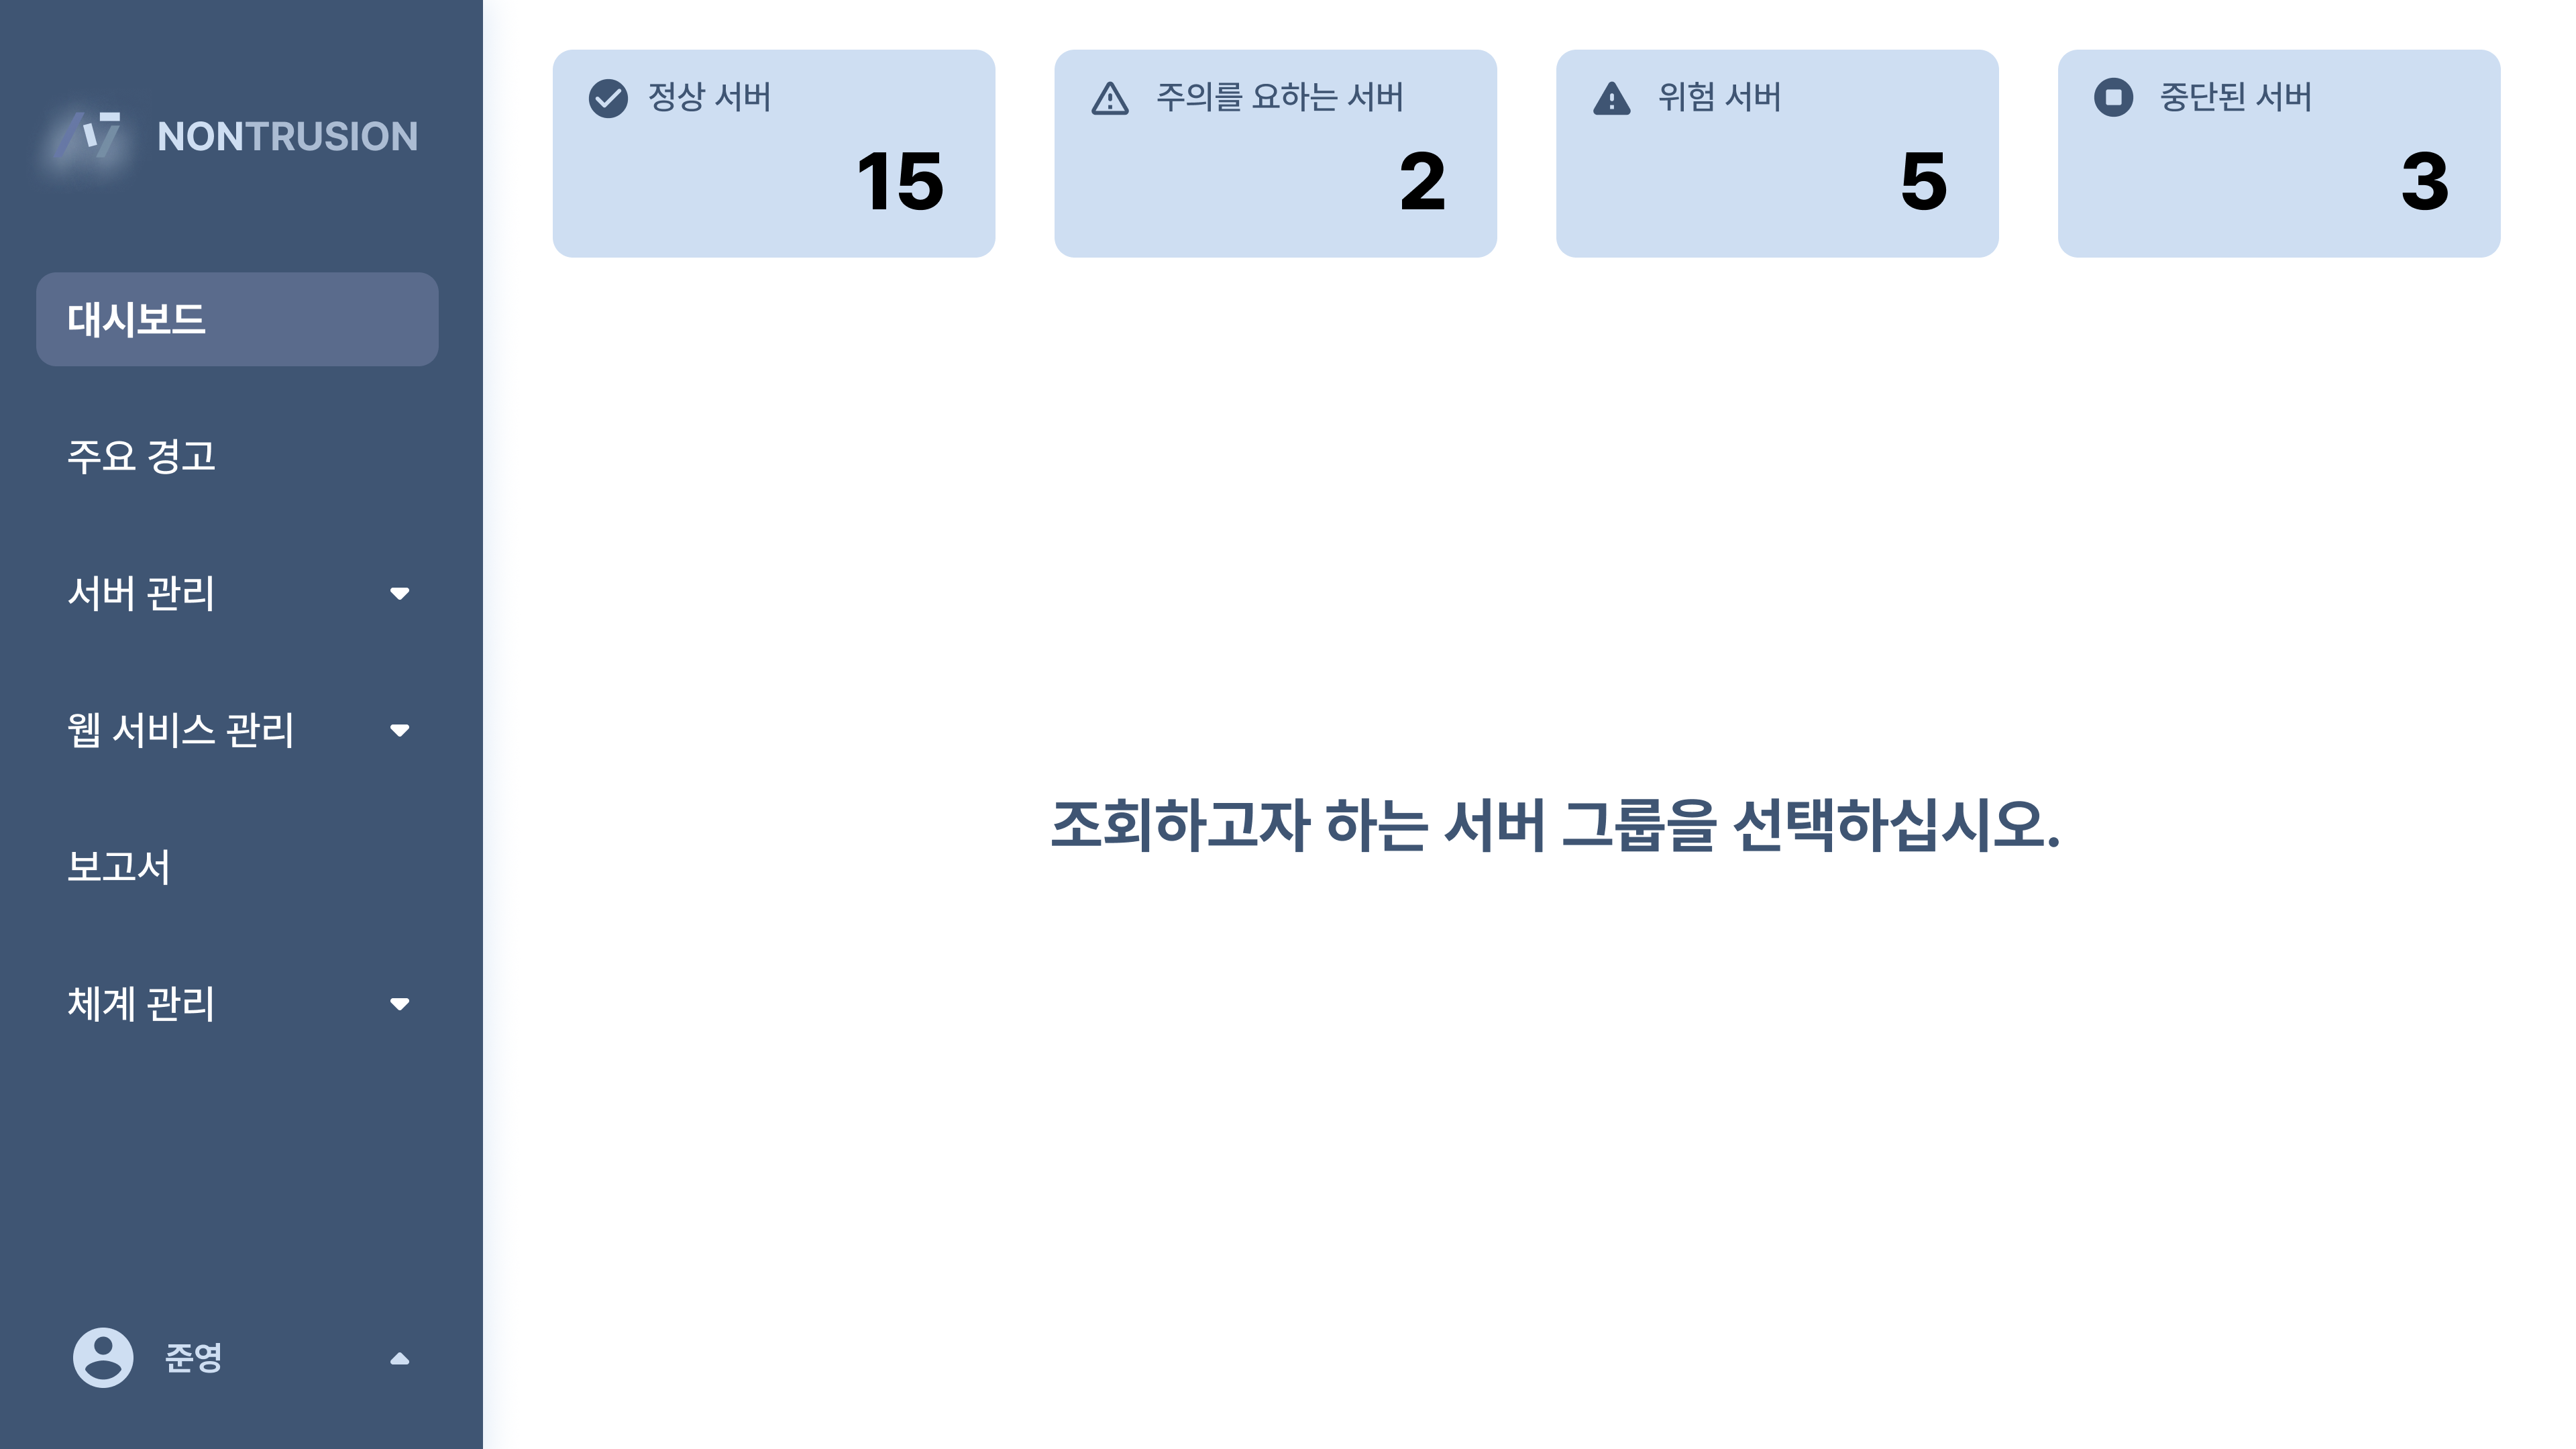 NONTRUSION
대시보드
주요 경고
서버 관리
웹 서비스 관리
보고서
체계 관리
준영
정상 서버
15
주의를 요하는 서버
2
위험 서버
5
중단된 서버
3
조회하고자 하는 서버 그룹을 선택하십시오.